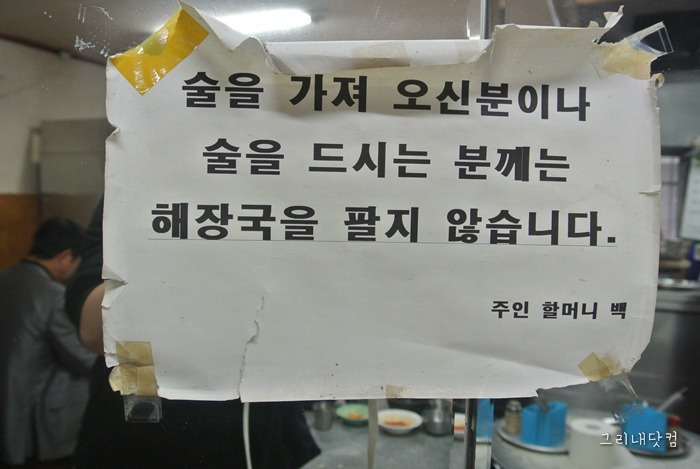 술을 가져 오신분이나
술을 드시는 분께는
해장국을 팔지 않습니다.
주인 할머니 백
그리내닷컴